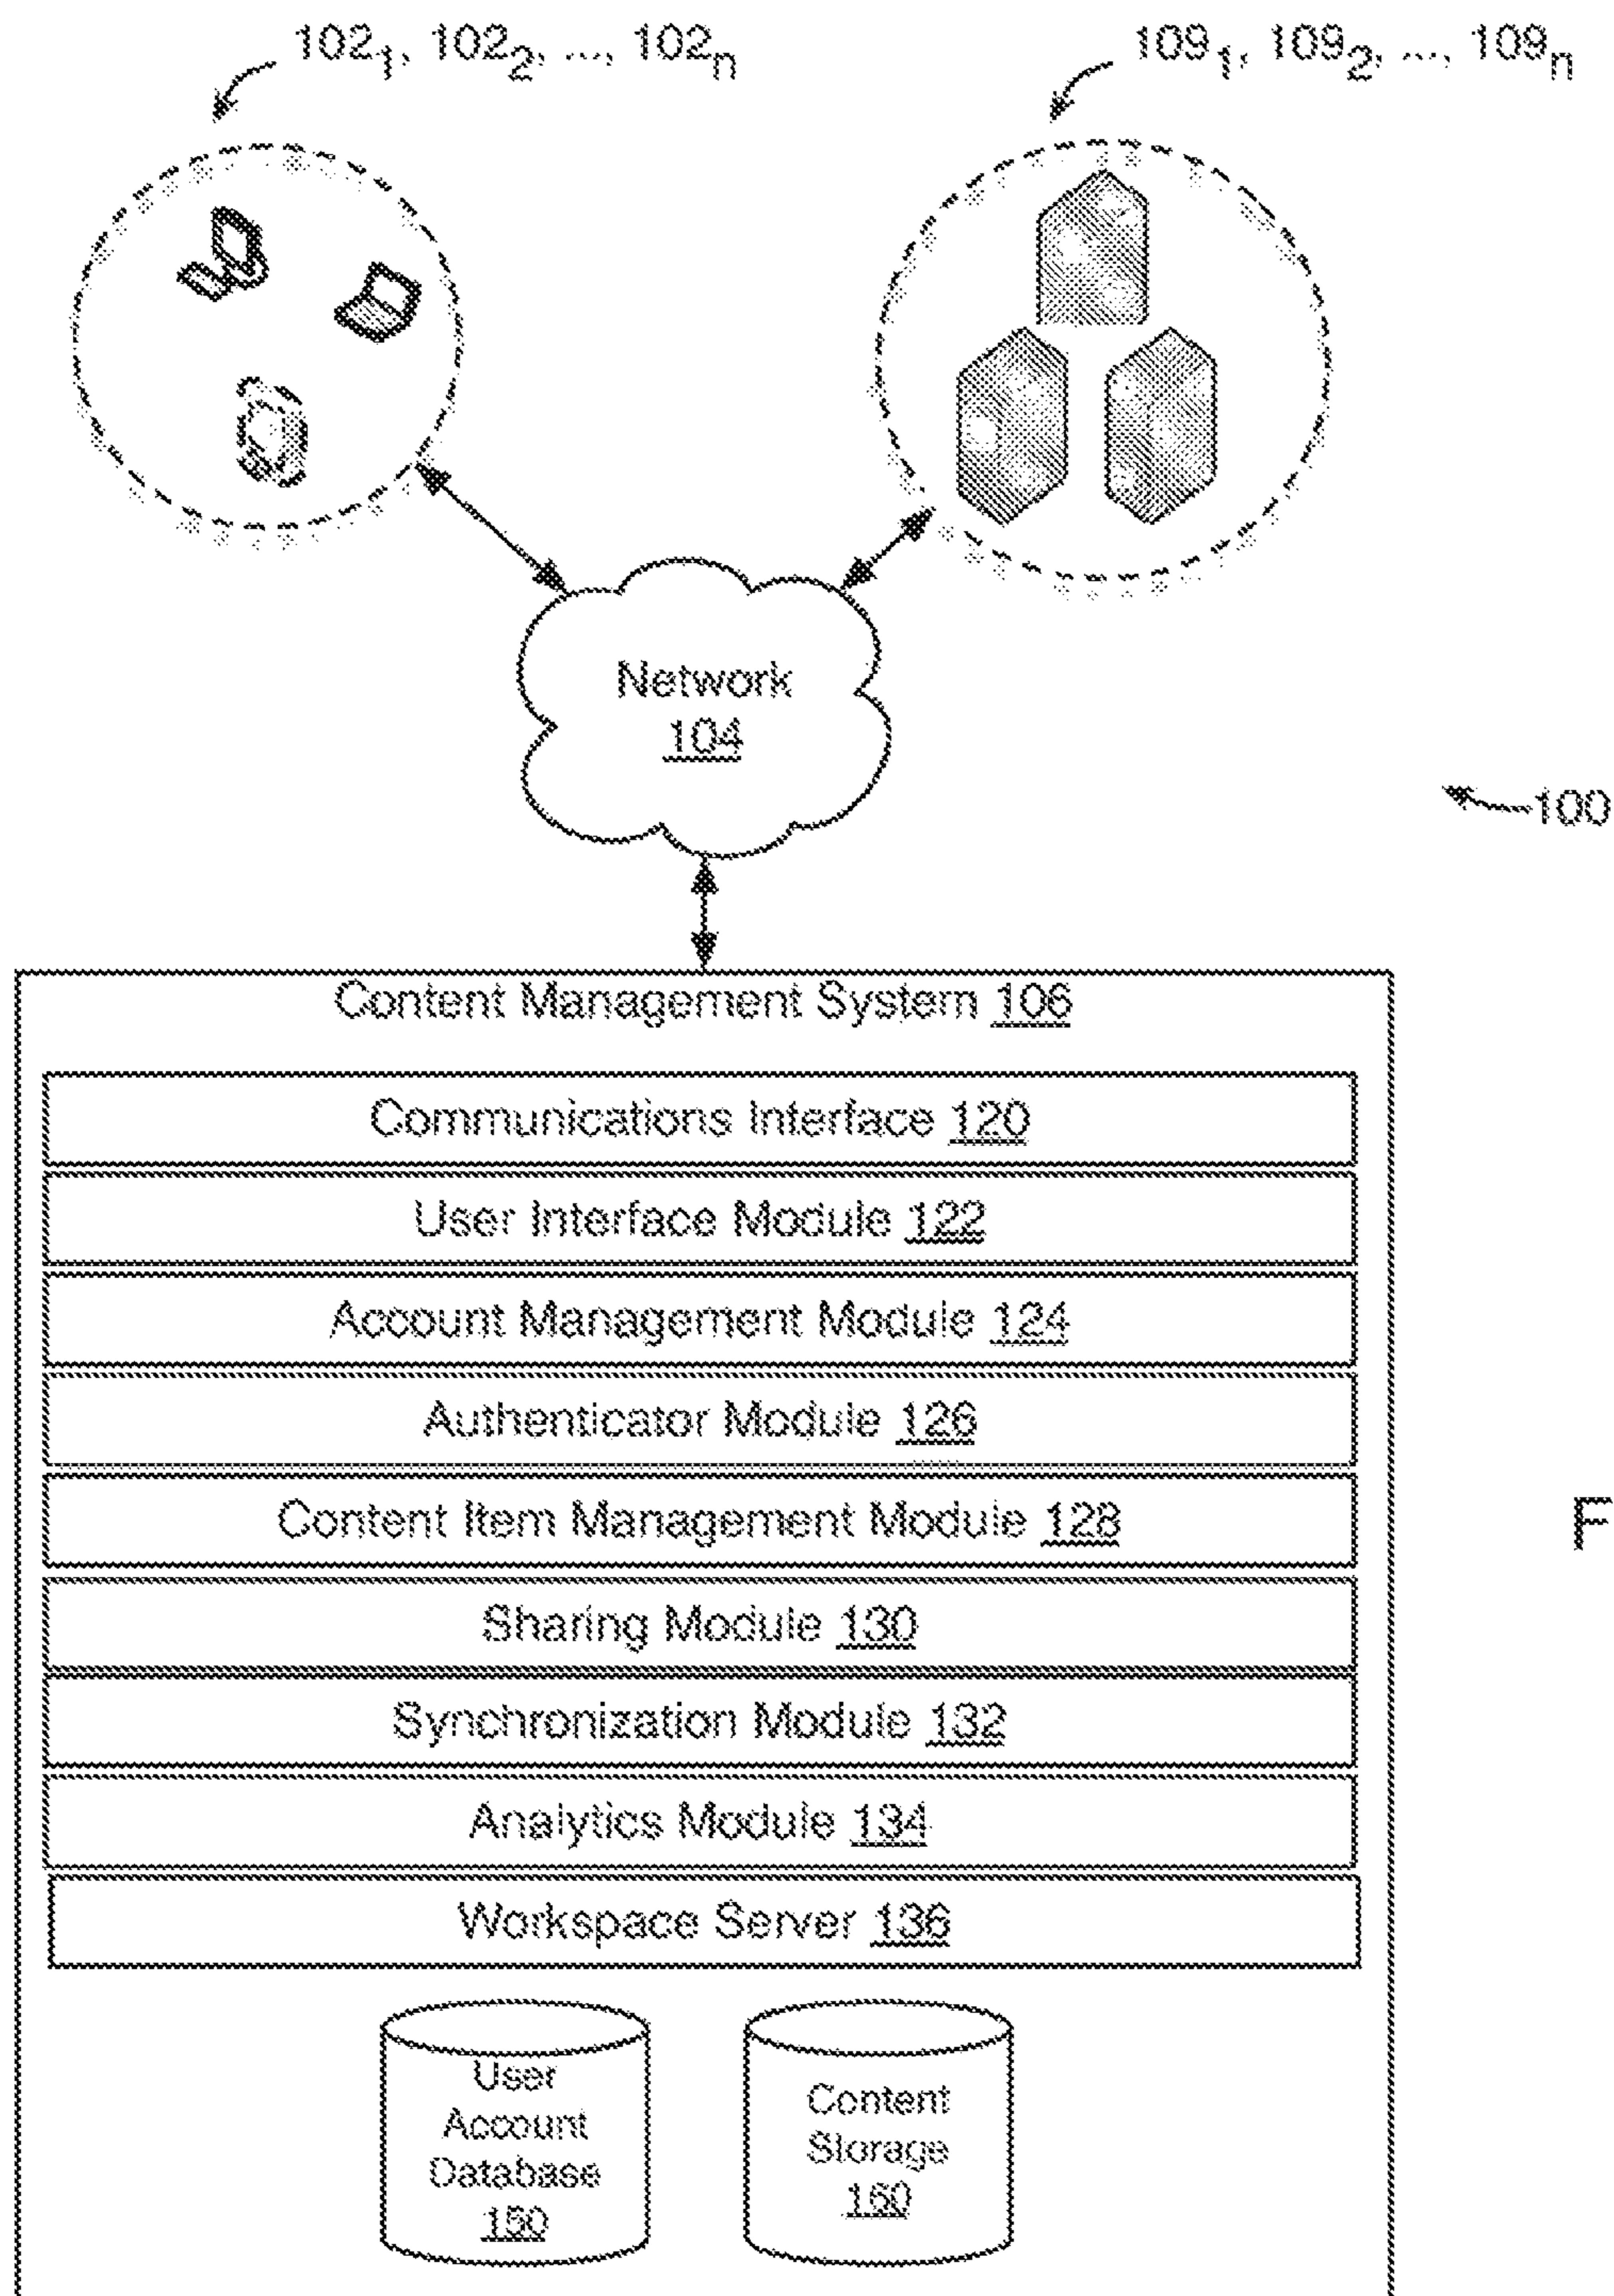 102₁, 102₂, ..., 102ₙ
109₁, 109₂, ..., 109ₙ
Network
104
100
Content Management System 106
Communications Interface 120
User Interface Module 122
Account Management Module 124
Authenticator Module 126
Content Item Management Module 128
F
Sharing Module 130
Synchronization Module 132
Analytics Module 134
Workspace Server 136
User
Account
Database
150
Content
Storage
160